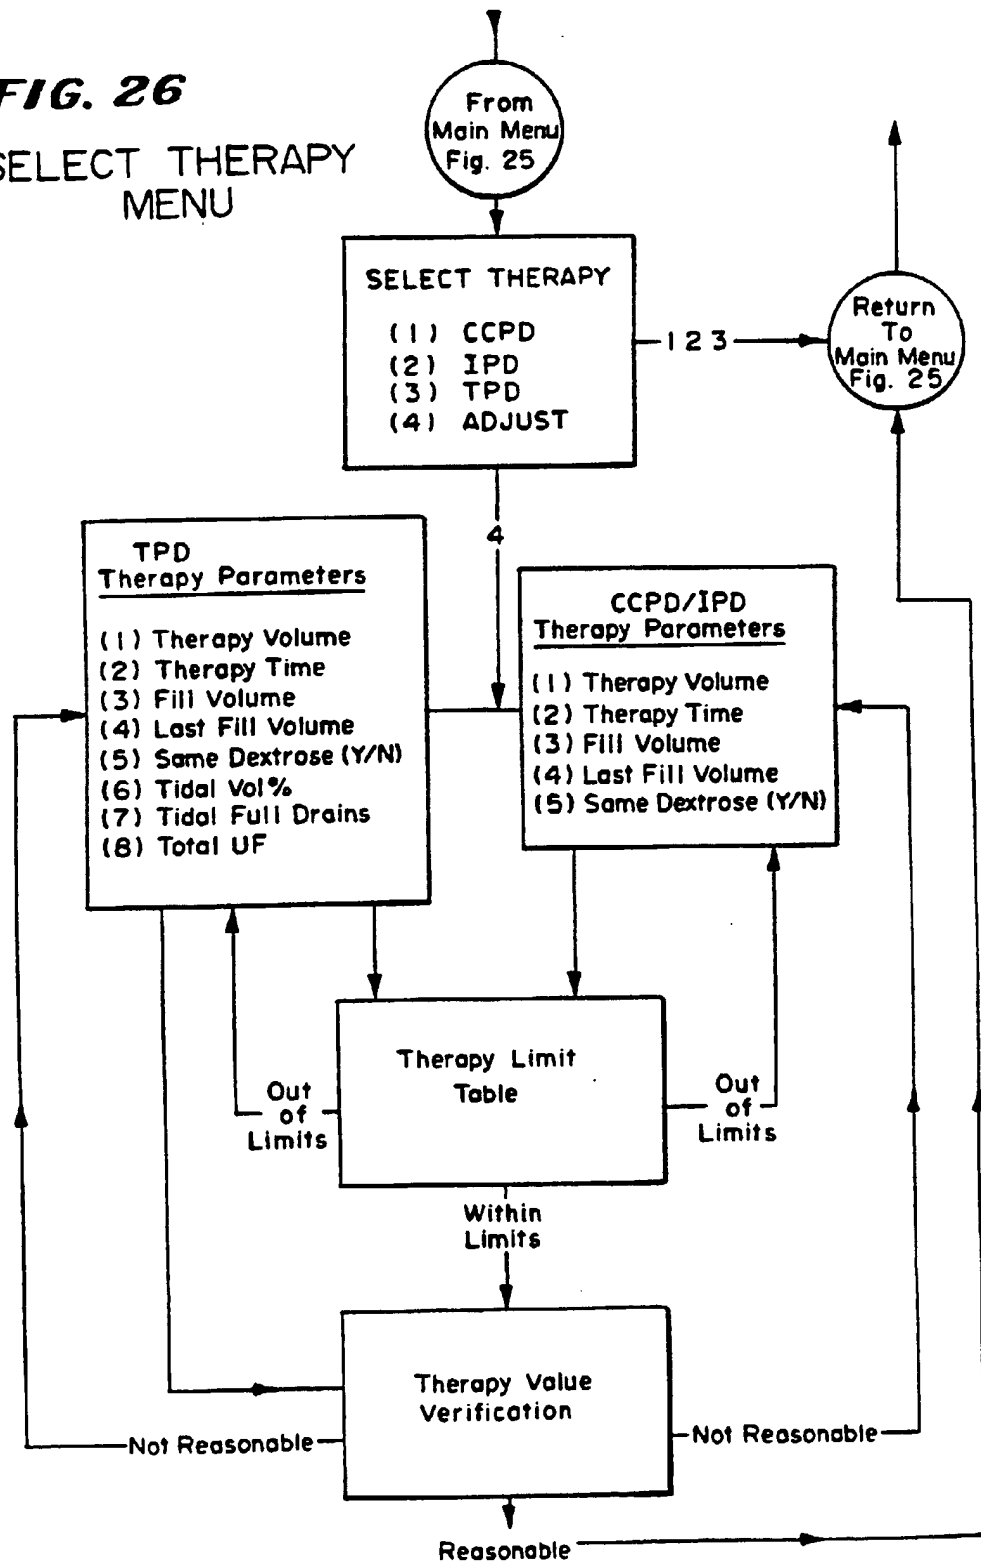 FIG. 26
SELECT THERAPY
MENU
From
Main Menu
Fig. 25
SELECT THERAPY
(1) CCPD
(2) IPD
(3) TPD
(4) ADJUST
1 2 3
Return
To
Main Menu
Fig. 25
4
TPD
Therapy Parameters
(1) Therapy Volume
(2) Therapy Time
(3) Fill Volume
(4) Last Fill Volume
(5) Same Dextrose (Y/N)
(6) Tidal Vol%
(7) Tidal Full Drains
(8) Total UF
CCPD/IPD
Therapy Parameters
(1) Therapy Volume
(2) Therapy Time
(3) Fill Volume
(4) Last Fill Volume
(5) Same Dextrose (Y/N)
Therapy Limit
Table
Out
of
Limits
Out
of
Limits
Within
Limits
Therapy Value
Verification
Not Reasonable
Not Reasonable
Reasonable